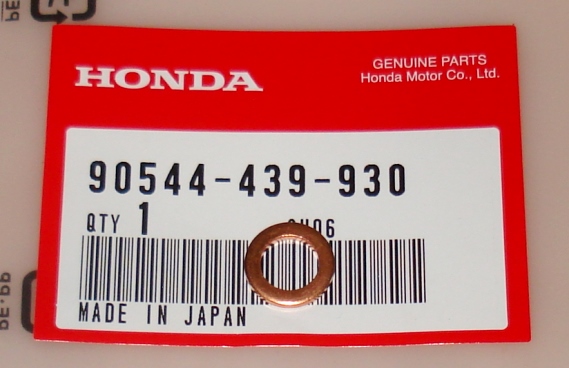 HONDA
GENUINE PARTS
Honda Motor Co., Ltd.
90544-439-930
QTY 1
MADE IN JAPAN